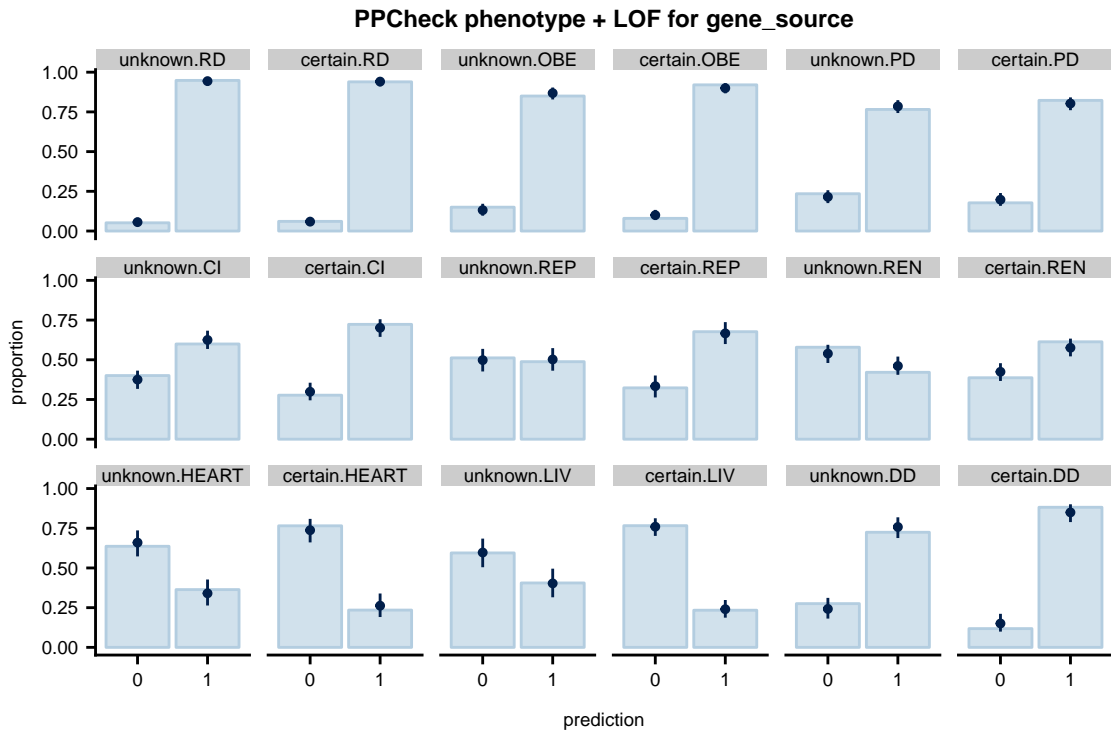 PPCheck phenotype + LOF for gene_source
unknown.RD certain.RD unknown.OBE certain.OBE unknown.PD certain.PD
1.00
0.75
0.50
0.25
0.00
unknown.CI certain.CI unknown.REP certain.REP unknown.REN certain.REN
1.00
0.75
0.50
0.25
0.00
proportion
unknown.HEART certain.HEART unknown.LIV certain.LIV unknown.DD certain.DD
1.00
0.75
0.50
0.25
0.00
0 1 0 1 0 1 0 1 0 1 0 1
prediction